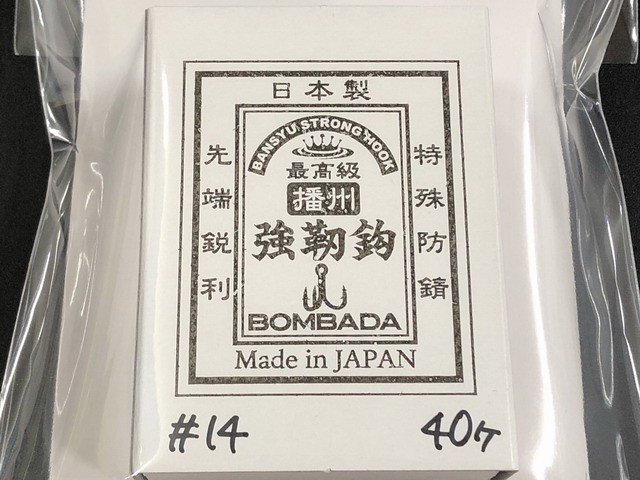 日本製
BANSYU STRONG HOOK
最高級
播州
強靭鈎
BOMBADA
特殊防錆
先端鋭利
Made in JAPAN
#14
40ヶ